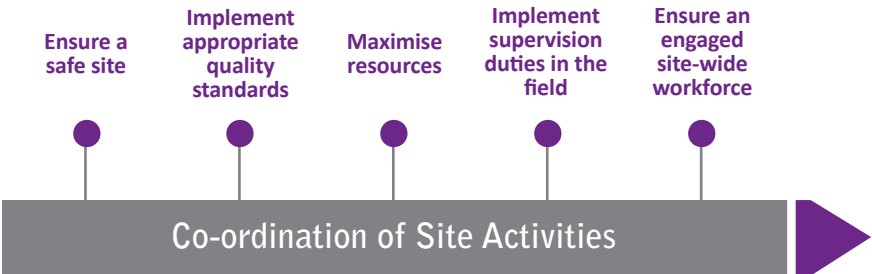 Ensure a
safe site
Implement
appropriate
quality
standards
Maximise
resources
Implement
supervision
duties in the
field
Ensure an
engaged
site-wide
workforce
Co-ordination of Site Activities